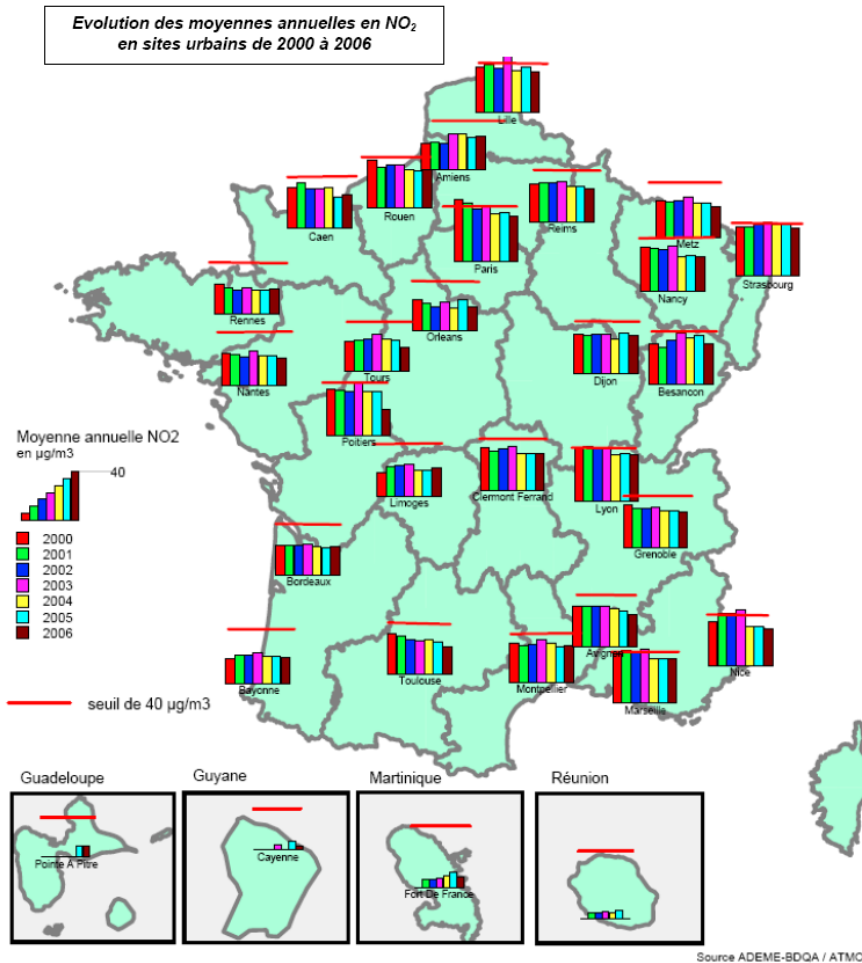 Evolution des moyennes annuelles en NO₂
en sites urbains de 2000 à 2006
Lille
Amiens
Rouen
Caen
Reims
Metz
Paris
Strasbourg
Nancy
Rennes
Orleans
Tours
Dijon
Nantes
Besancon
Poitiers
Moyenne annuelle NO2
en µg/m3
40
2000
2001
2002
2003
2004
2005
2006
Limoges
Clermont Ferrand
Lyon
Grenoble
Bordeaux
Avignon
Toulouse
Bayonne
Montpellier
Nice
Marseille
seuil de 40 µg/m3
Guadeloupe
Guyane
Martinique
Réunion
Pointe A Pitre
Cayenne
Fort De France
Source ADEME-BDQA / ATMO